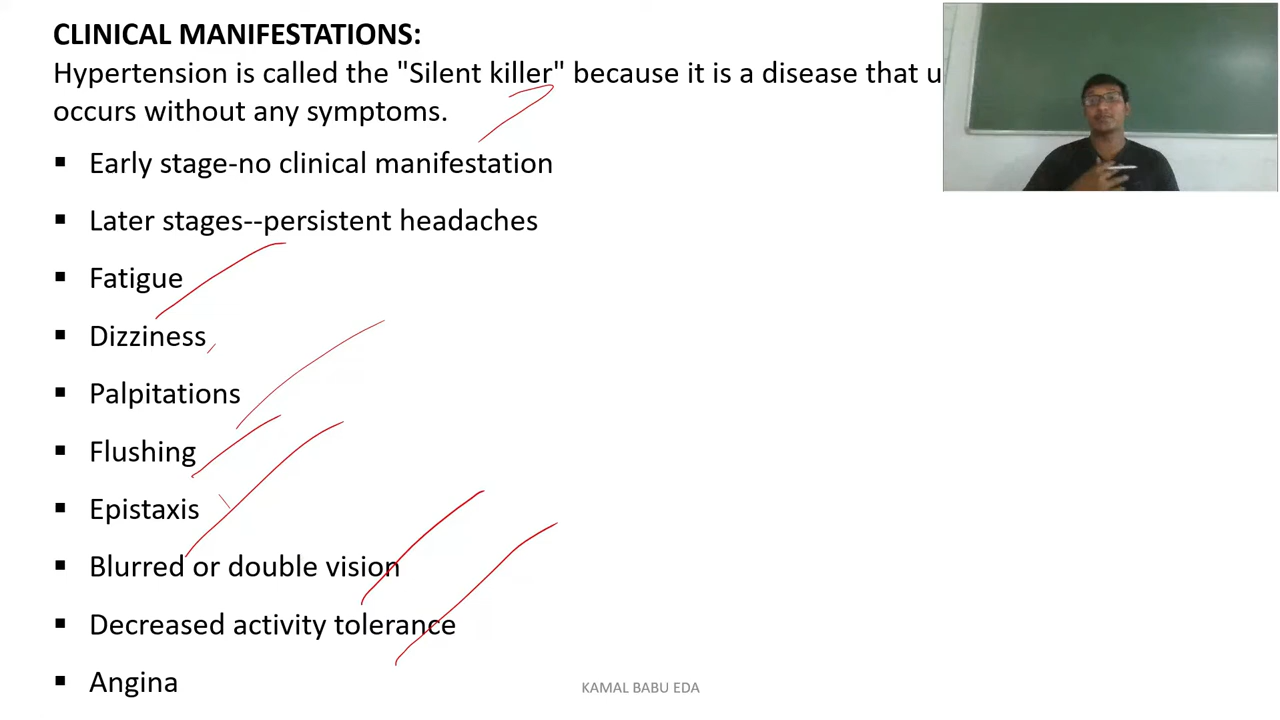 CLINICAL MANIFESTATIONS:
Hypertension is called the "Silent killer" because it is a disease that
occurs without any symptoms.
▪ Early stage-no clinical manifestation
▪ Later stages--persistent headaches
▪ Fatigue
▪ Dizziness
▪ Palpitations
▪ Flushing
▪ Epistaxis
▪ Blurred or double vision
▪ Decreased activity tolerance
▪ Angina
KAMAL BABU EDA